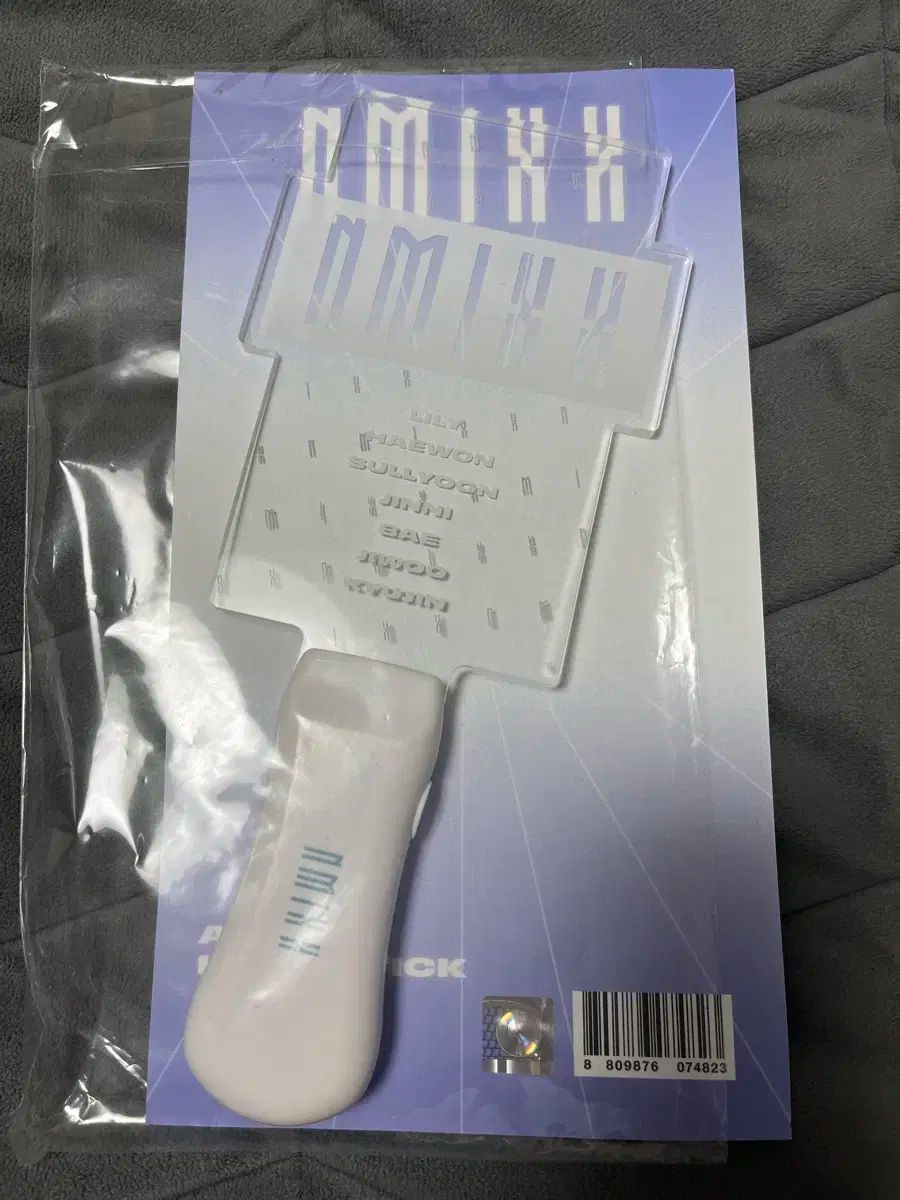 NMIXX
NMIXX
LILY
HAEWON
SULLYOON
JINNI
BAE
JIWOO
KYUJIN
NMIXX
8 809876 074823